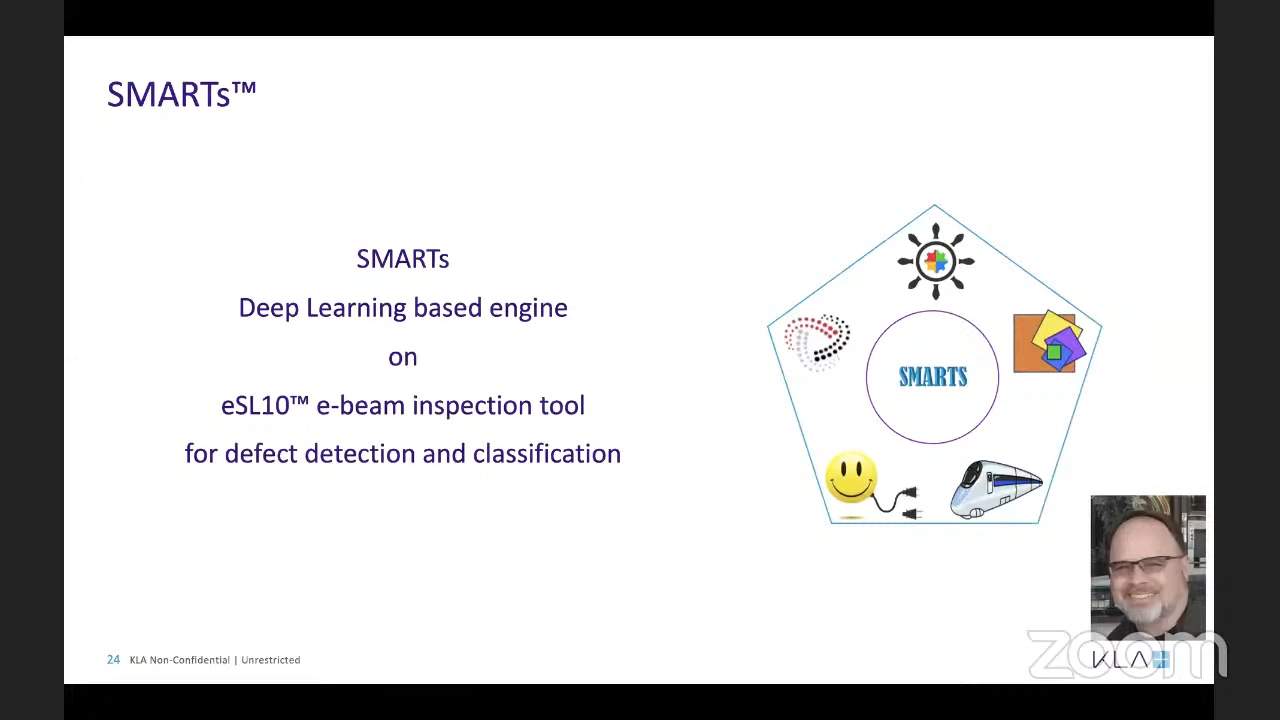 SMARTs™
SMARTs
Deep Learning based engine
on
eSL10™ e-beam inspection tool
for defect detection and classification
SMARTS
24 KLA Non-Confidential | Unrestricted
KLA
zoom